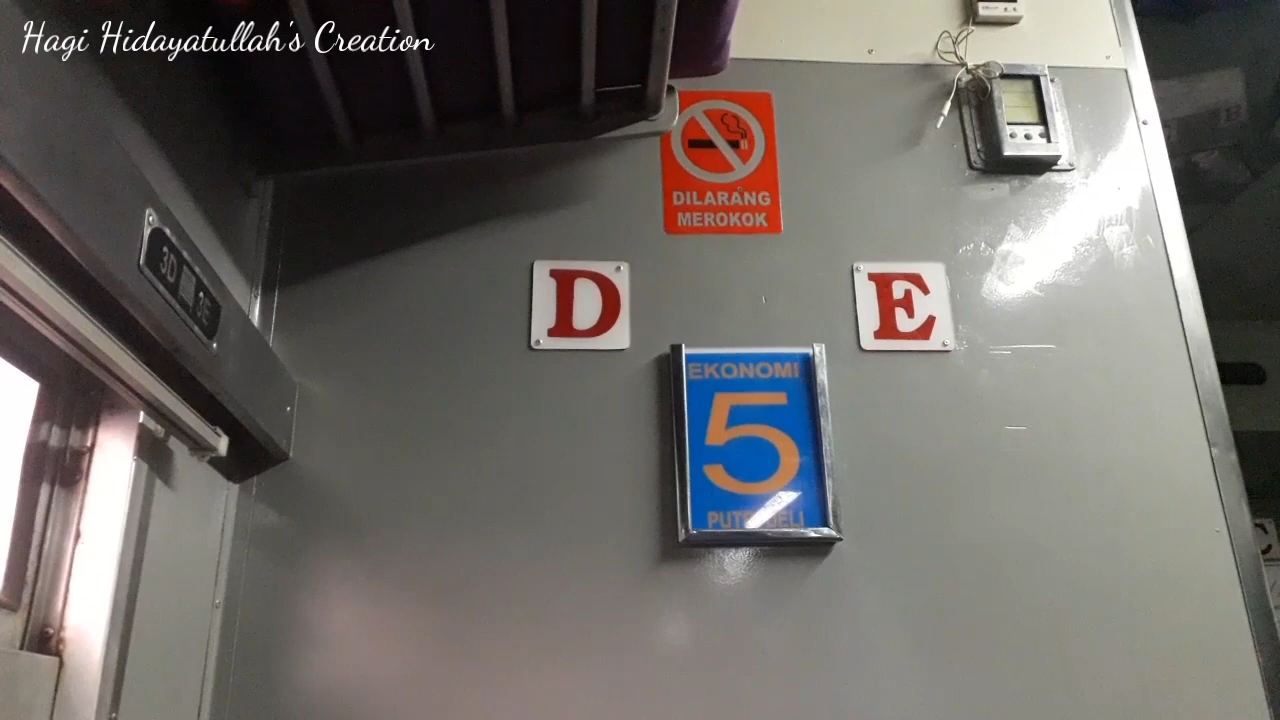 Hagi Hidayatullah's Creation
DILARANG
MEROKOK
3D 3E
D
E
EKONOMI
5